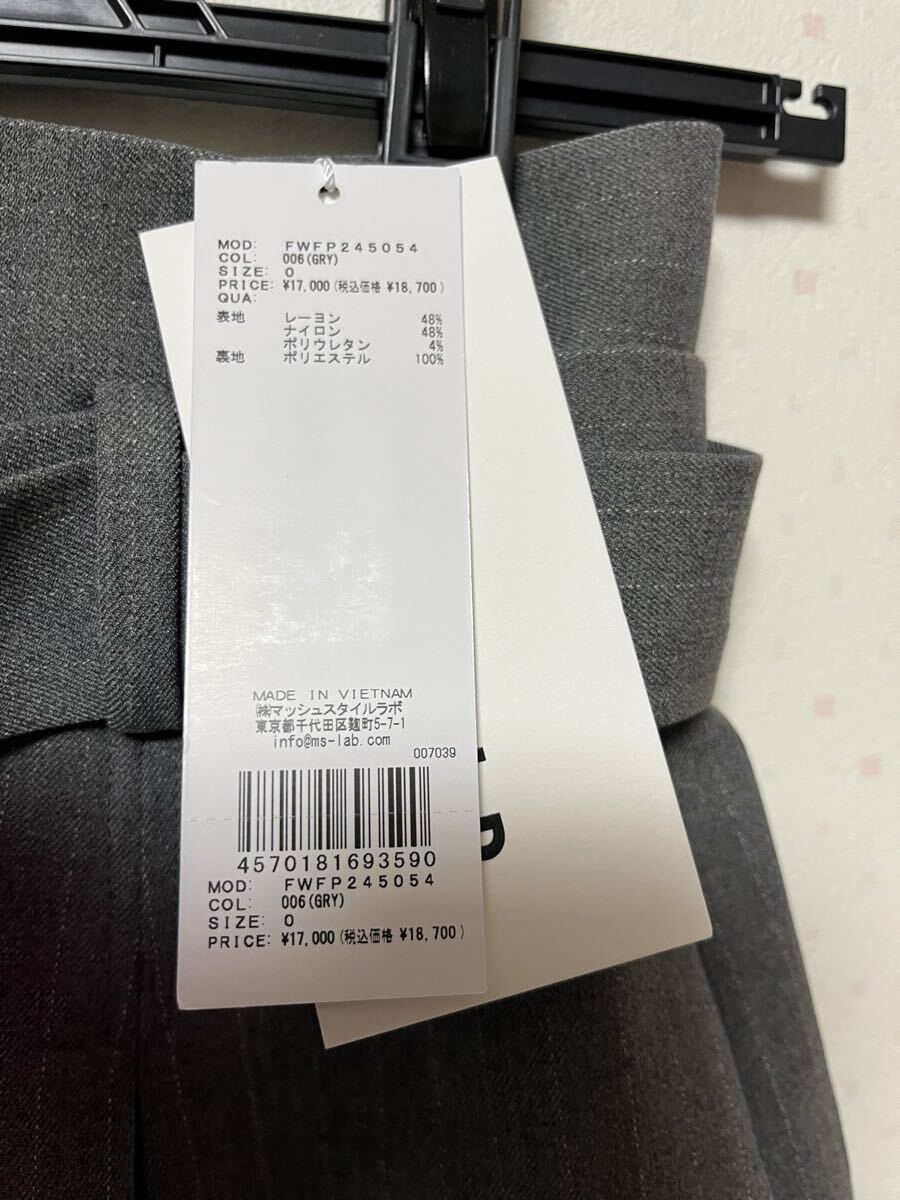 MOD: FWFP245054
COL: 006(GRY)
SIZE: 0
PRICE: ¥17,000(税込価格 ¥18,700)
QUA:
表地 レーヨン 48%
ナイロン 48%
ポリウレタン 4%
裏地 ポリエステル 100%
MADE IN VIETNAM
㈱マッシュスタイルラボ
東京都千代田区麹町5-7-1
info@ms-lab.com
007039
4570181693590
MOD: FWFP245054
COL: 006(GRY)
SIZE: 0
PRICE: ¥17,000(税込価格 ¥18,700)